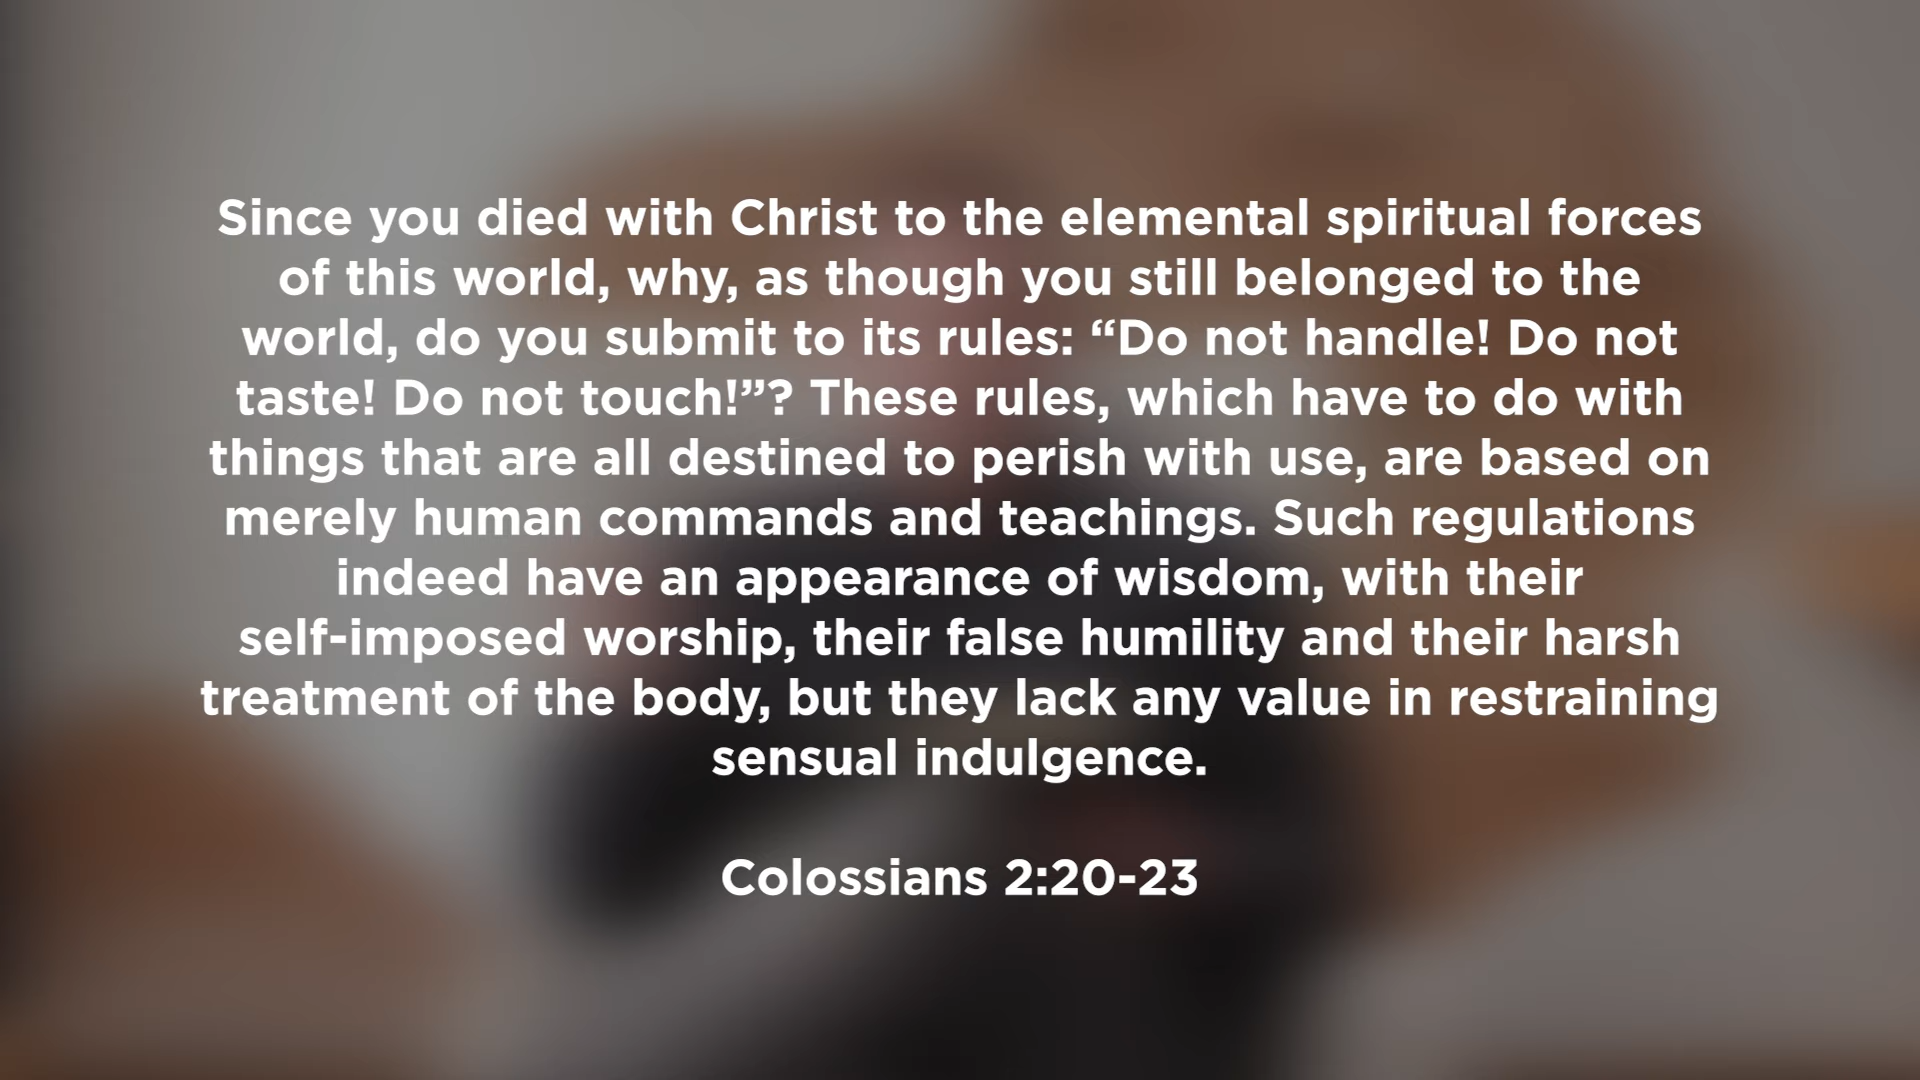 Since you died with Christ to the elemental spiritual forces
of this world, why, as though you still belonged to the
world, do you submit to its rules: “Do not handle! Do not
taste! Do not touch!”? These rules, which have to do with
things that are all destined to perish with use, are based on
merely human commands and teachings. Such regulations
indeed have an appearance of wisdom, with their
self-imposed worship, their false humility and their harsh
treatment of the body, but they lack any value in restraining
sensual indulgence.
Colossians 2:20-23